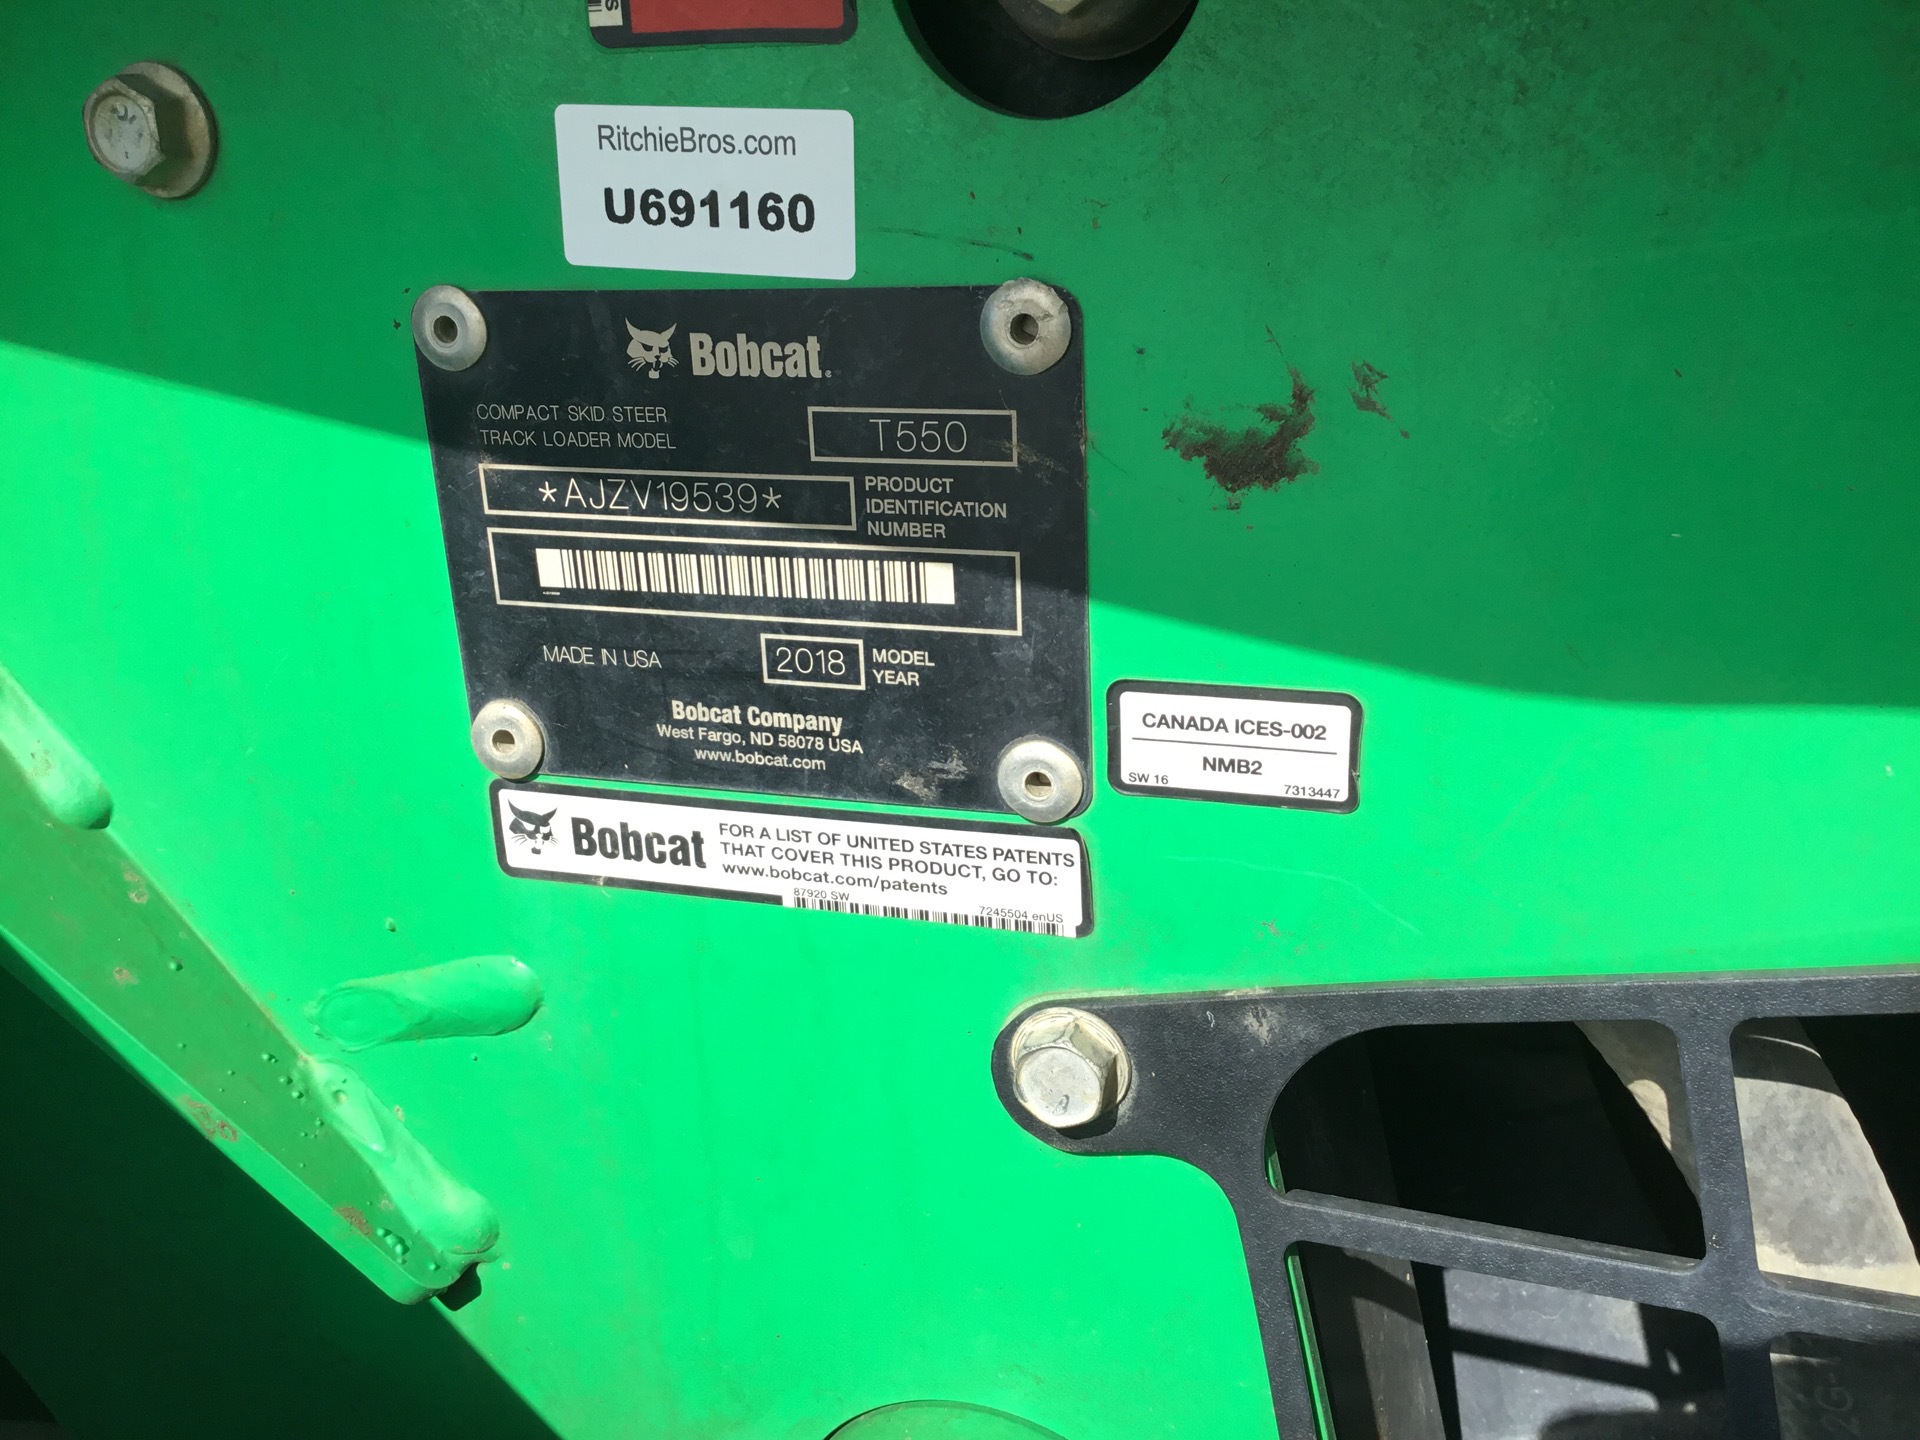 RitchieBros.com
U691160
Bobcat®
COMPACT SKID STEER
TRACK LOADER MODEL
T550
*AJZV19539*
PRODUCT
IDENTIFICATION
NUMBER
MADE IN USA
2018
MODEL
YEAR
Bobcat Company
West Fargo, ND 58078 USA
www.bobcat.com
CANADA ICES-002
NMB2
SW 16
7313447
Bobcat
FOR A LIST OF UNITED STATES PATENTS
THAT COVER THIS PRODUCT, GO TO:
www.bobcat.com/patents
87920 SW
7245504 enUS